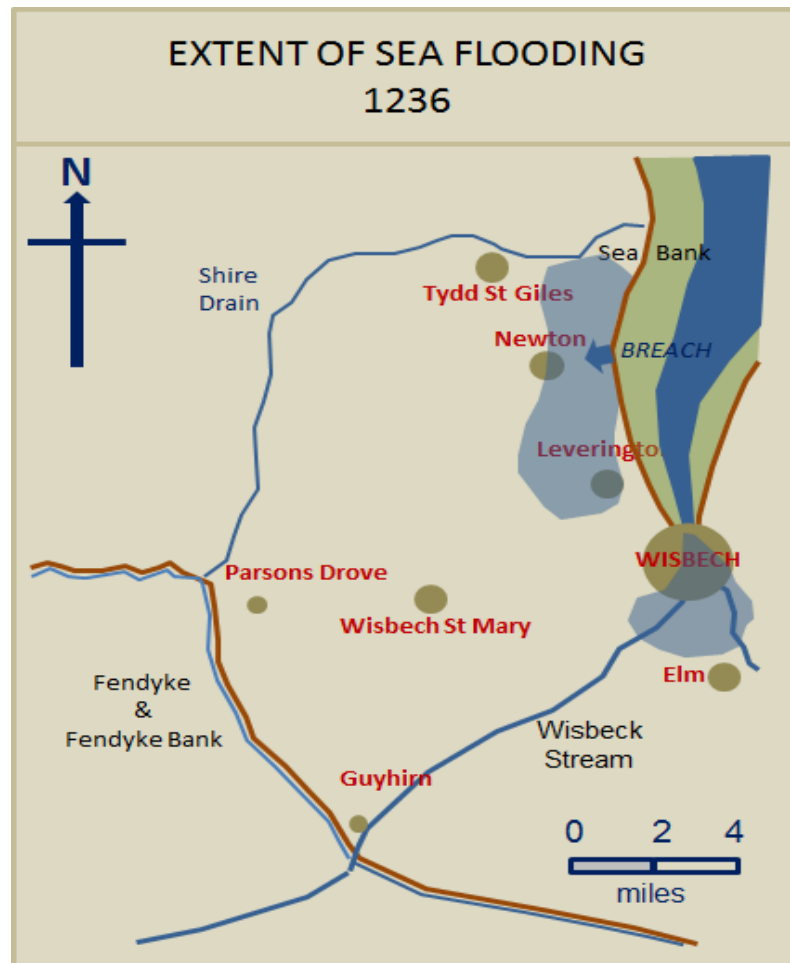 EXTENT OF SEA FLOODING
1236
N
Sea Bank
Shire
Drain
Tydd St Giles
Newton
BREACH
Leverington
WISBECH
Parsons Drove
Wisbech St Mary
Elm
Fendyke
&
Fendyke Bank
Wisbeck
Stream
Guyhirn
0 2 4
miles